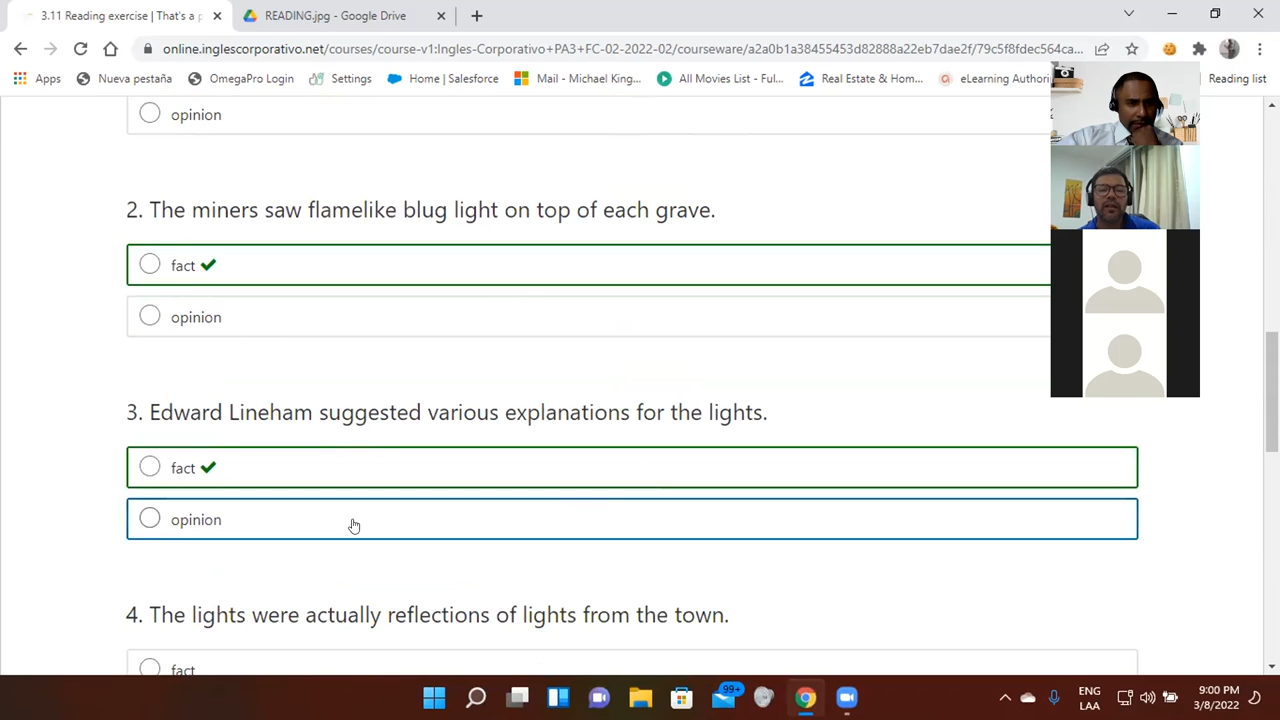 3.11 Reading exercise | That's a p
READING.jpg - Google Drive
online.inglescorporativo.net/courses/course-v1:Ingles-Corporativo+PA3+FC-02-2022-02/courseware/a2a0b1a38455453d82888a22eb7dae2f/79c5f8fdec564ca...
Apps
Nueva pestaña
OmegaPro Login
Settings
Home | Salesforce
Mail - Michael King...
All Movies List - Ful...
Real Estate & Hom...
eLearning Authori
Reading list
opinion
2. The miners saw flamelike blug light on top of each grave.
fact
opinion
3. Edward Lineham suggested various explanations for the lights.
fact
opinion
4. The lights were actually reflections of lights from the town.
fact
99+
ENG
LAA
9:00 PM
3/8/2022